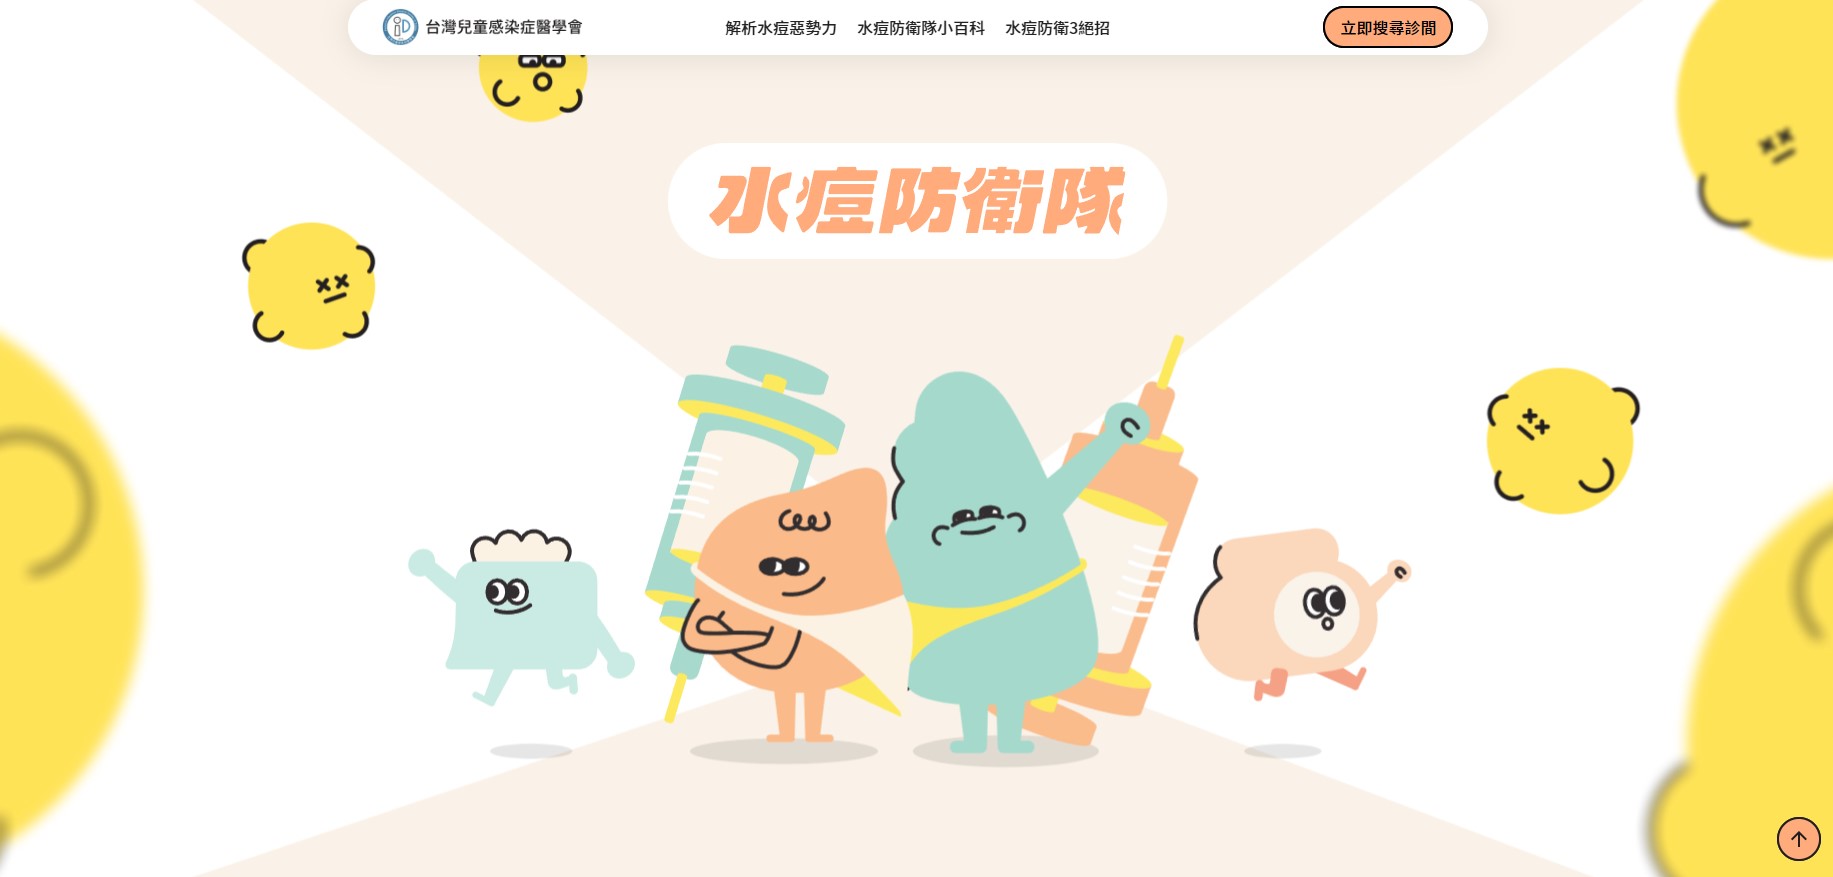 台灣兒童感染症醫學會
解析水痘惡勢力
水痘防衛隊小百科
水痘防衛3絕招
立即搜尋診間
水痘防衛隊